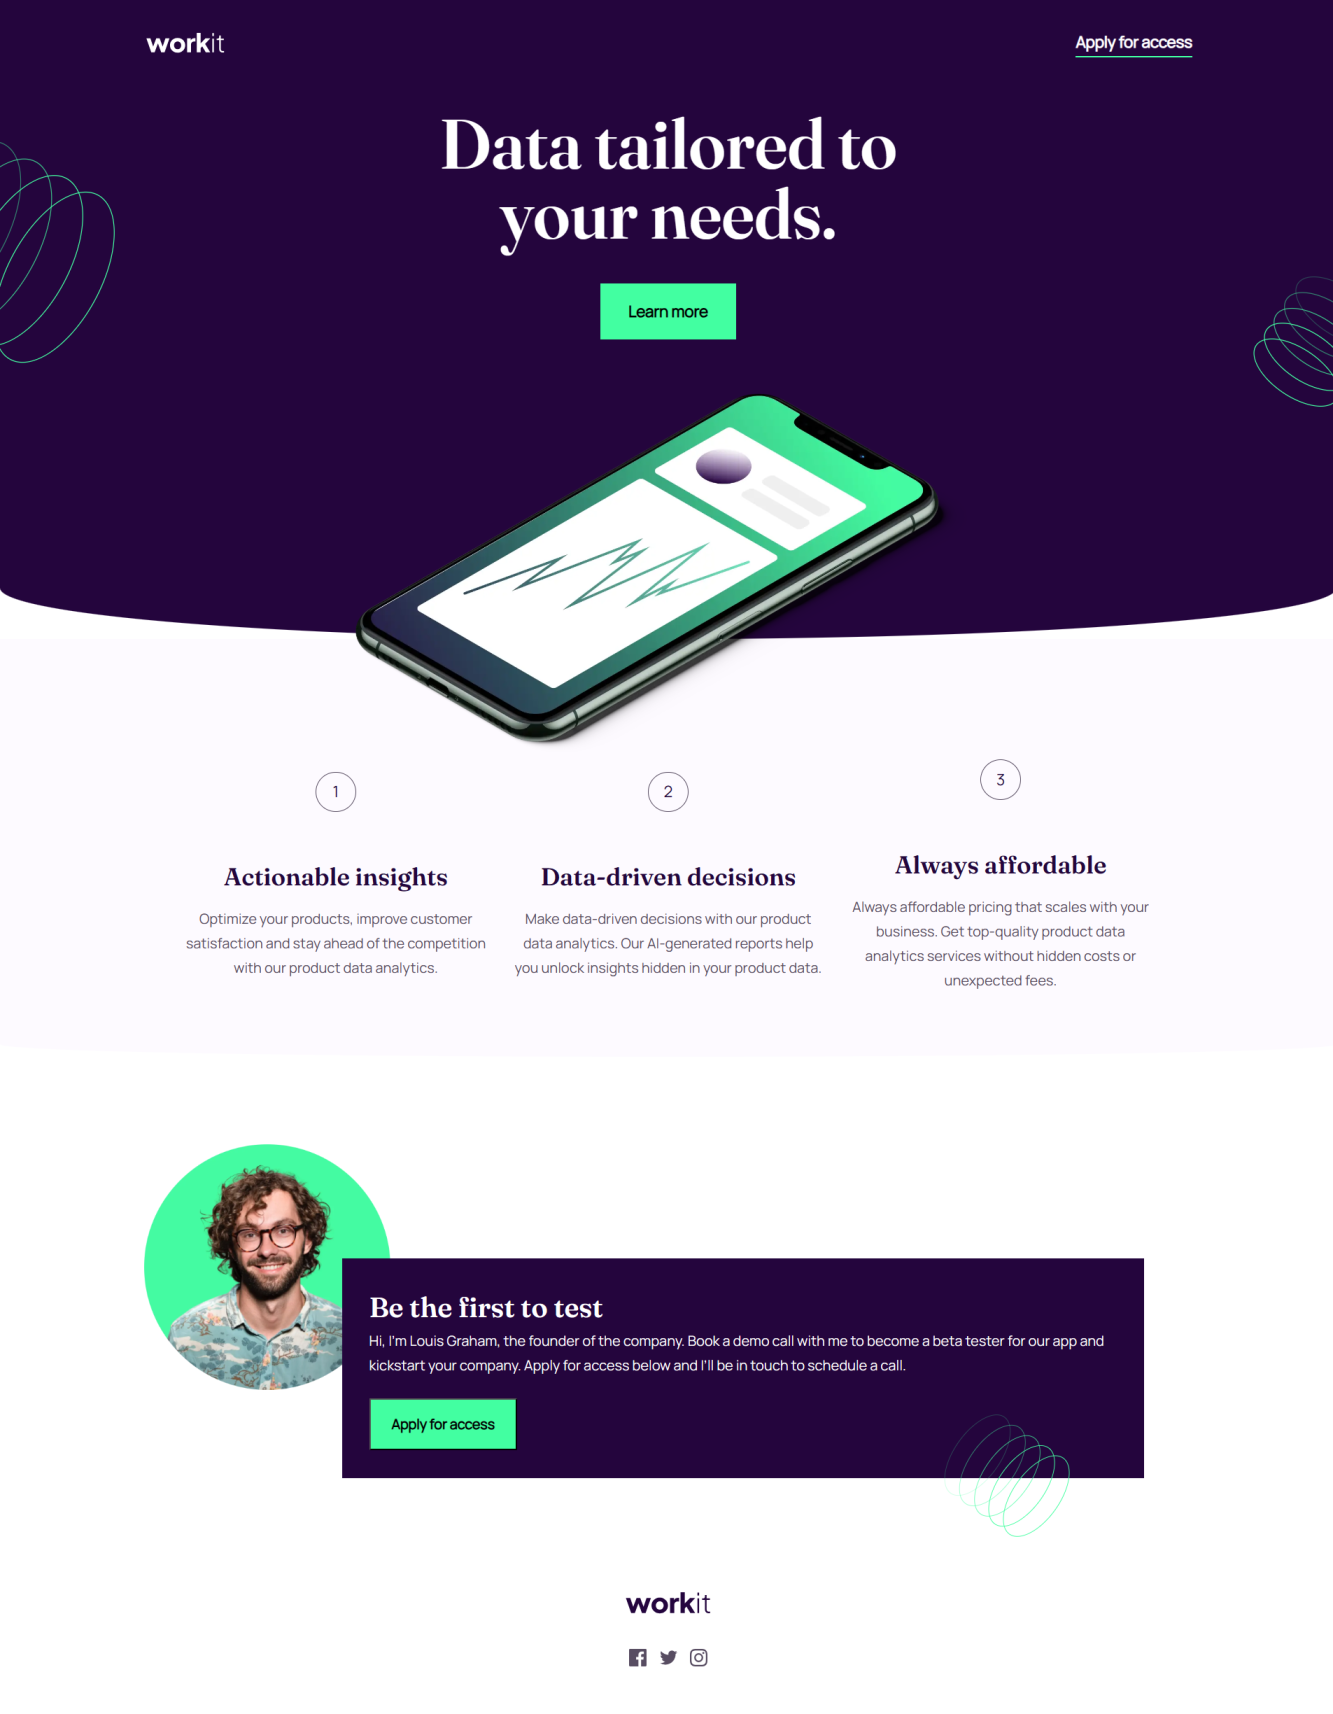 workit
Apply for access
Data tailored to
your needs.
Learn more
1
Actionable insights
Optimize your products, improve customer
satisfaction and stay ahead of the competition
with our product data analytics.
2
Data-driven decisions
Make data-driven decisions with our product
data analytics. Our AI-generated reports help
you unlock insights hidden in your product data.
3
Always affordable
Always affordable pricing that scales with your
business. Get top-quality product data
analytics services without hidden costs or
unexpected fees.
Be the first to test
Hi, I'm Louis Graham, the founder of the company. Book a demo call with me to become a beta tester for our app and
kickstart your company. Apply for access below and I'll be in touch to schedule a call.
Apply for access
workit